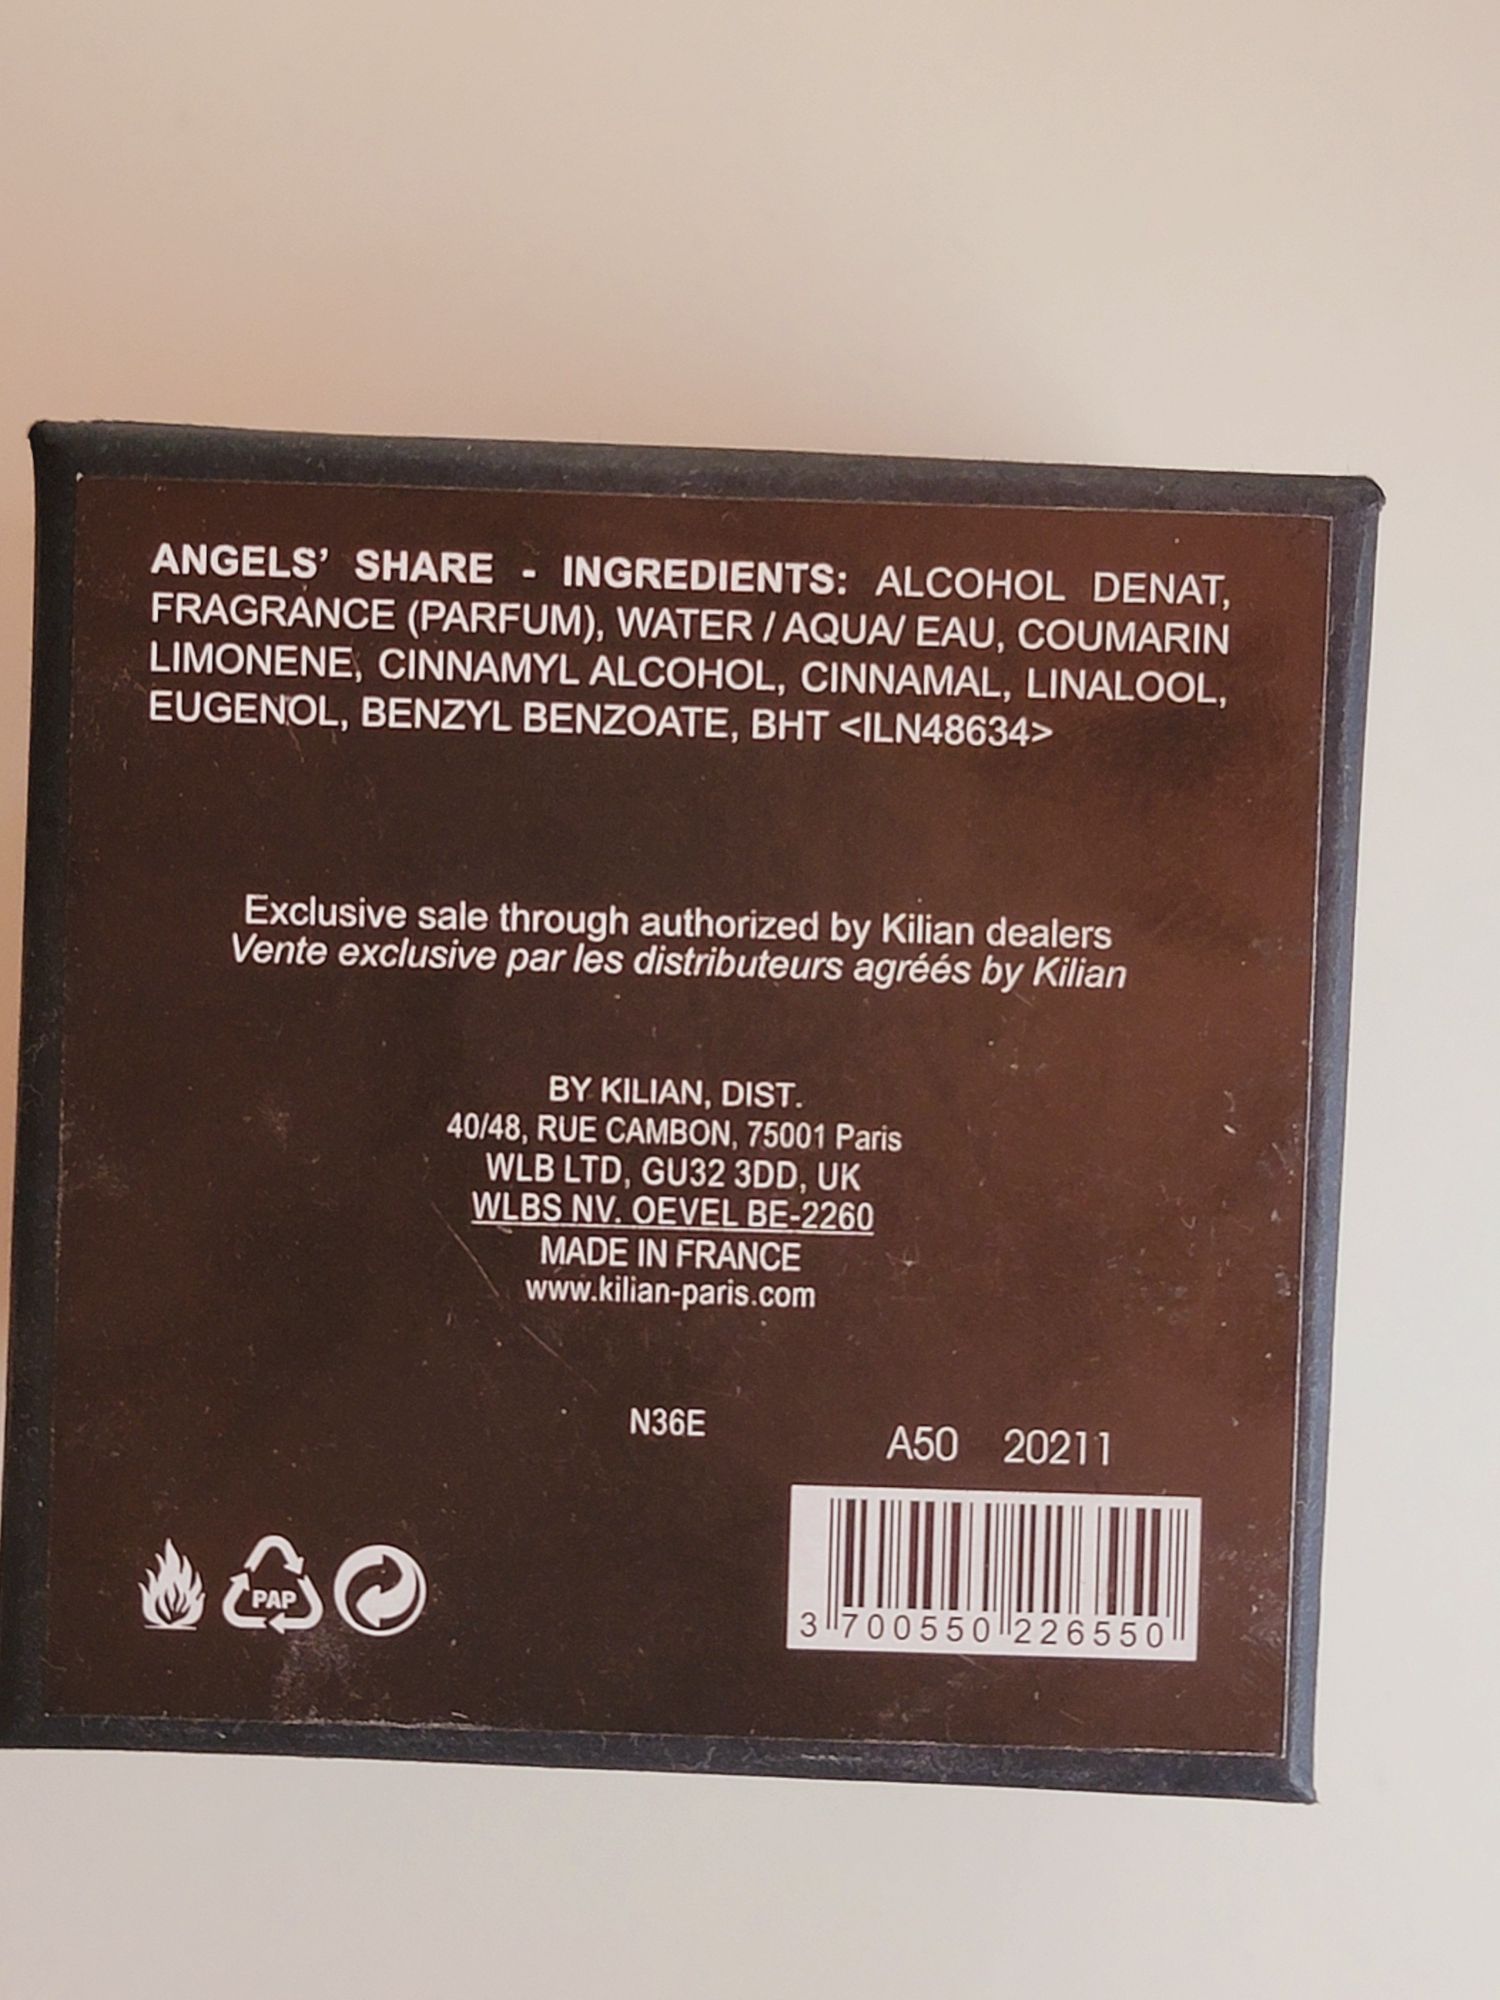 ANGELS' SHARE - INGREDIENTS: ALCOHOL DENAT,
FRAGRANCE (PARFUM), WATER / AQUA/ EAU, COUMARIN
LIMONENE, CINNAMYL ALCOHOL, CINNAMAL, LINALOOL,
EUGENOL, BENZYL BENZOATE, BHT <ILN48634>
Exclusive sale through authorized by Kilian dealers
Vente exclusive par les distributeurs agréés by Kilian
BY KILIAN, DIST.
40/48, RUE CAMBON, 75001 Paris
WLB LTD, GU32 3DD, UK
WLBS NV. OEVEL BE-2260
MADE IN FRANCE
www.kilian-paris.com
N36E
A50 20211
PAP
3 700550 226550